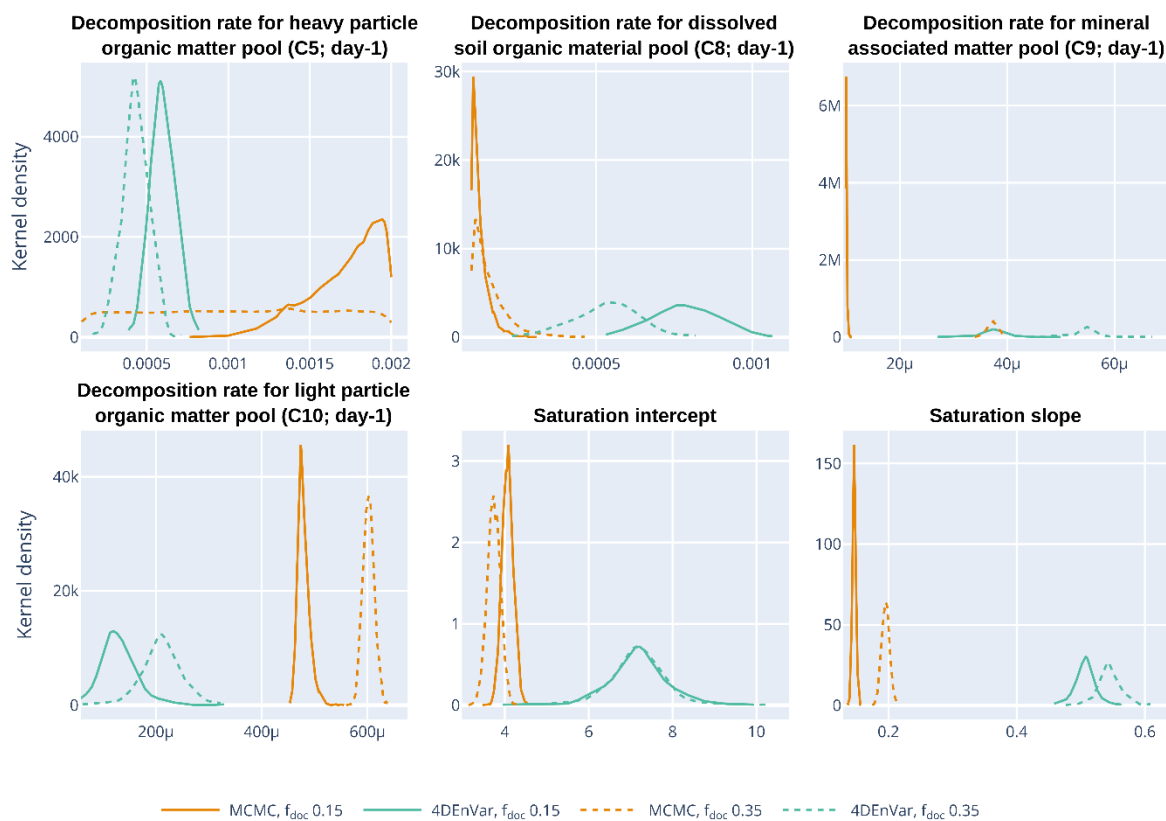 Decomposition rate for heavy particle
organic matter pool (C5; day-1)
Decomposition rate for dissolved
soil organic material pool (C8; day-1)
Decomposition rate for mineral
associated matter pool (C9; day-1)
Kernel density
4000
2000
0
0.0005
0.001
0.0015
0.002
30k
20k
10k
0
0.0005
0.001
6M
4M
2M
0
20μ
40μ
60μ
Decomposition rate for light particle
organic matter pool (C10; day-1)
Saturation intercept
Saturation slope
Kernel density
40k
20k
0
200μ
400μ
600μ
3
2
1
0
4
6
8
10
150
100
50
0
0.2
0.4
0.6
MCMC, fdoc 0.15
4DEnVar, fdoc 0.15
MCMC, fdoc 0.35
4DEnVar, fdoc 0.35